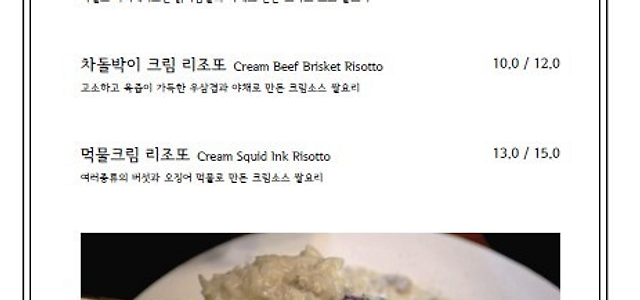 차돌박이 크림 리조또 Cream Beef Brisket Risotto 10.0 / 12.0
고소하고 육즙이 가득한 우삼겹과 야채로 만든 크림소스 쌀요리
먹물크림 리조또 Cream Squid Ink Risotto 13.0 / 15.0
여러종류의 버섯과 오징어 먹물로 만든 크림소스 쌀요리